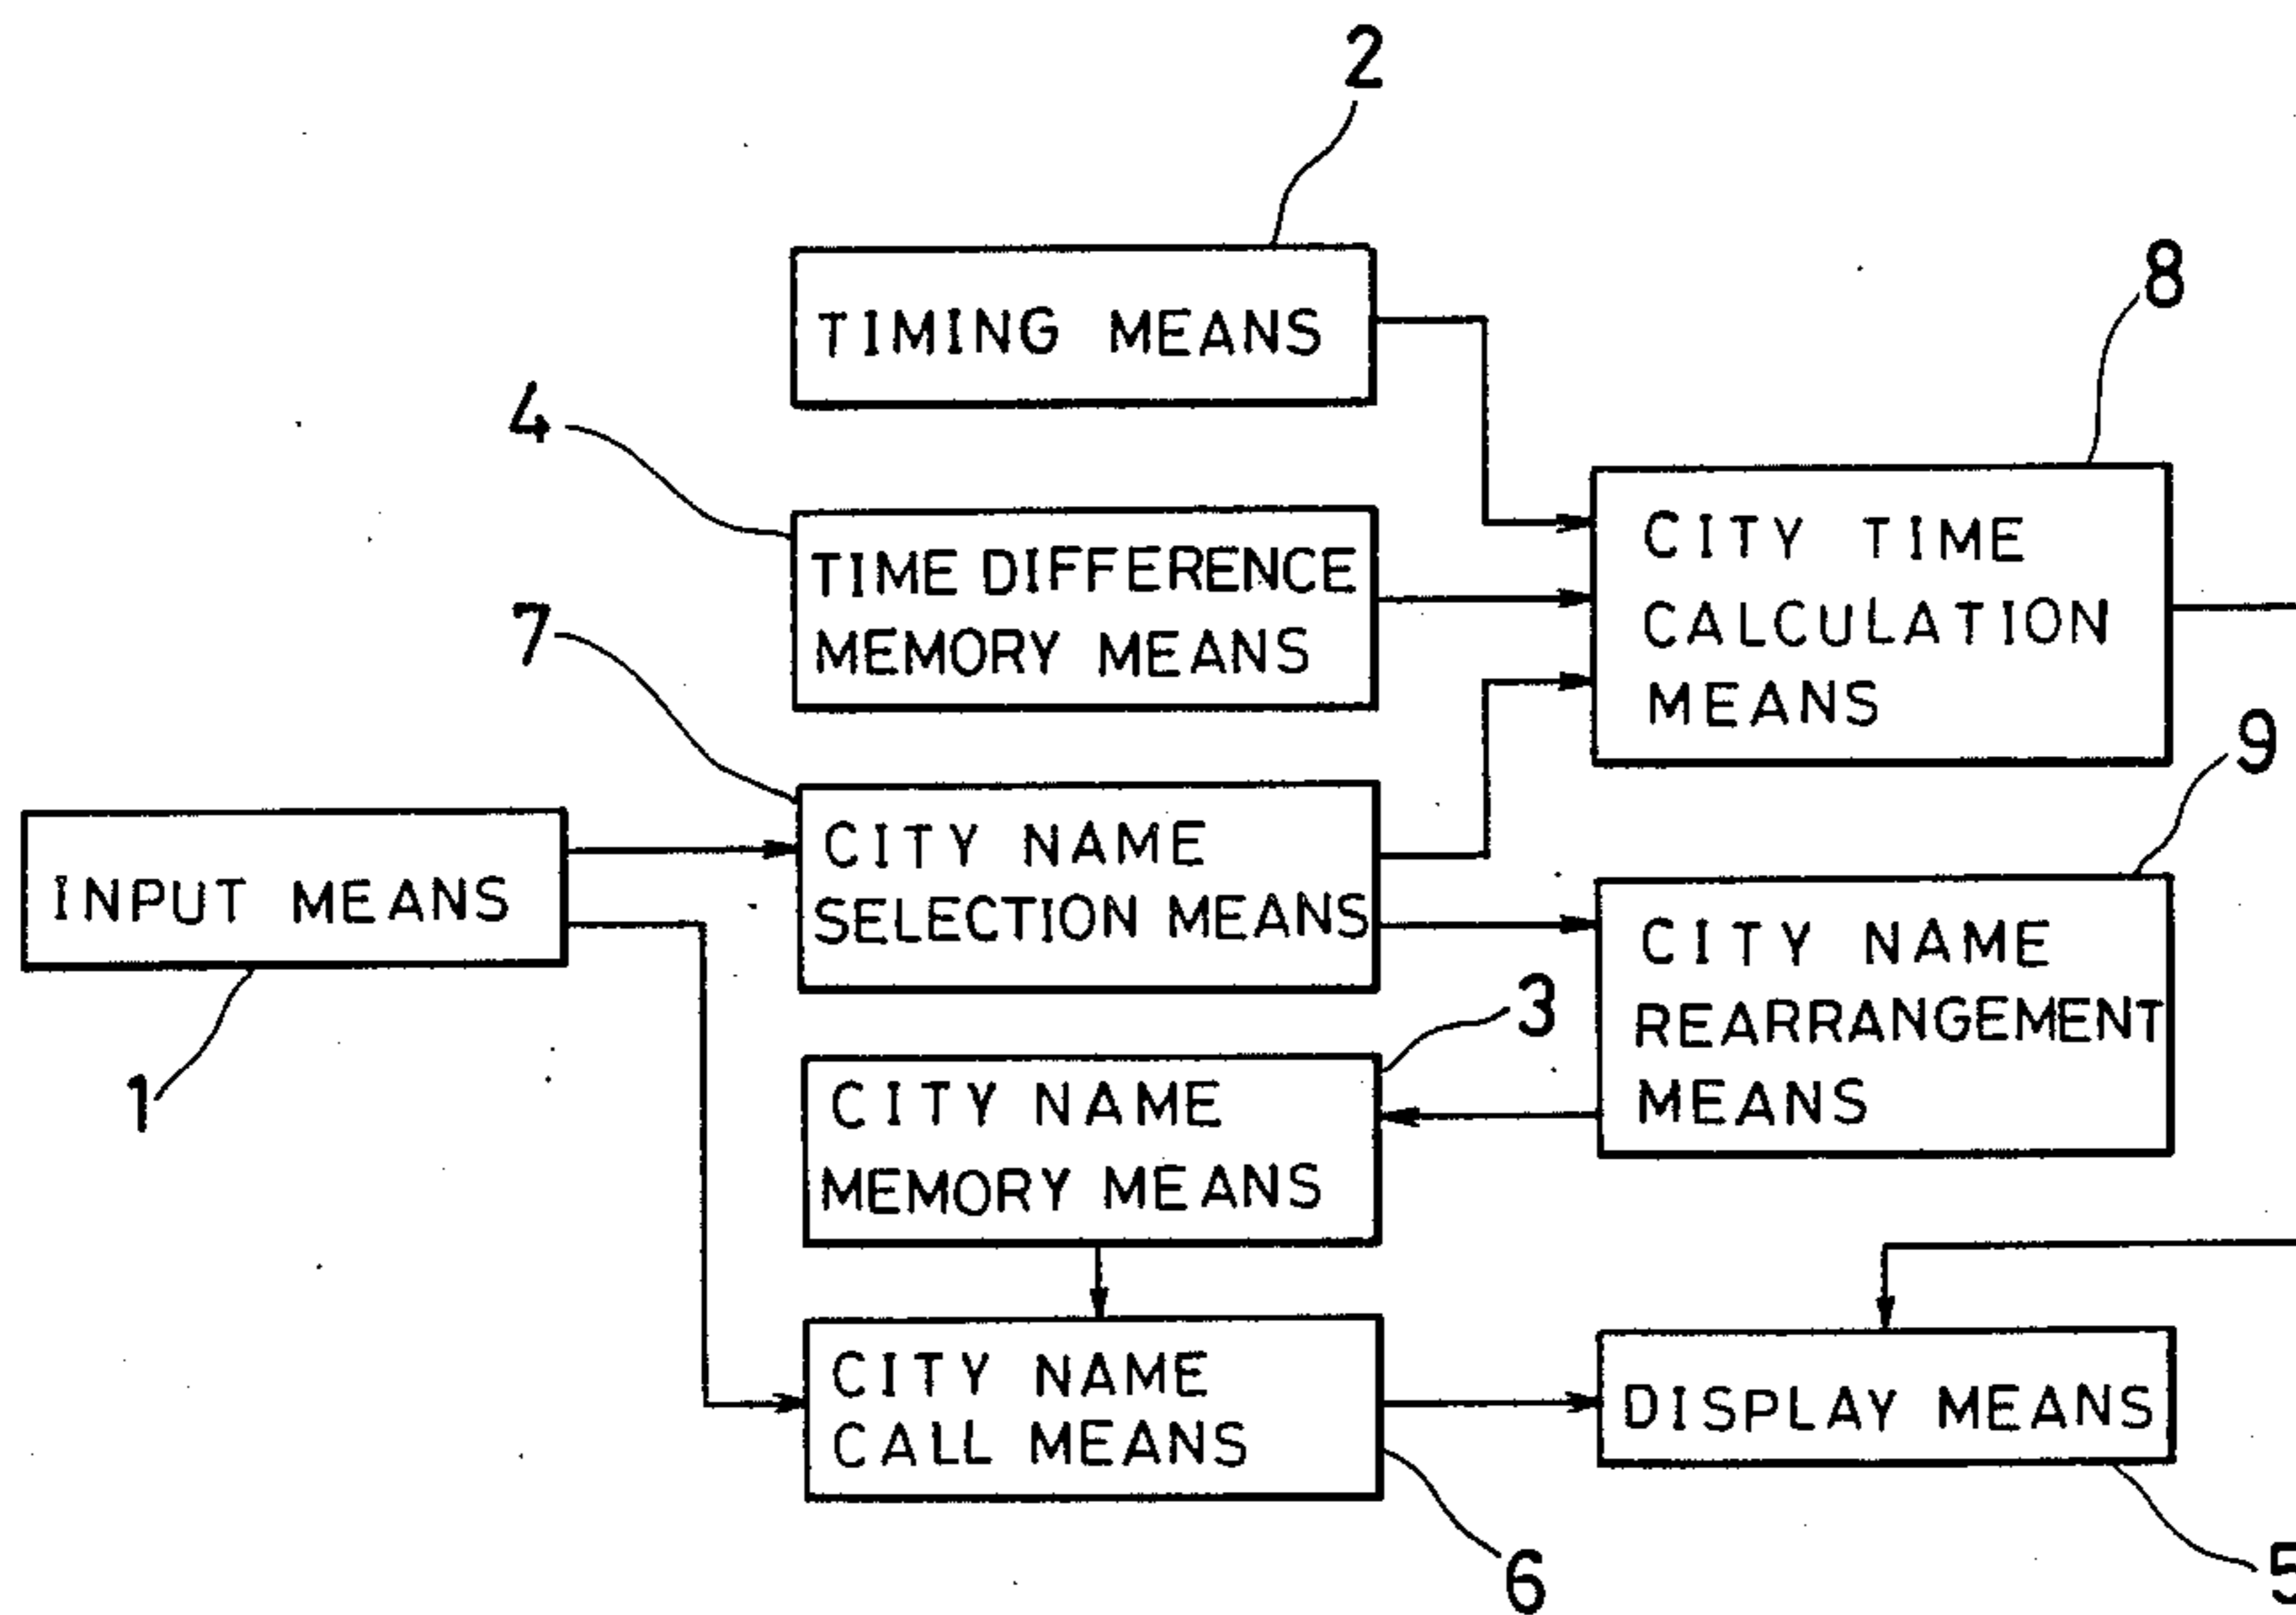 2
TIMING MEANS
8
4
TIME DIFFERENCE
MEMORY MEANS
CITY TIME
CALCULATION
MEANS
7
CITY NAME
SELECTION MEANS
9
INPUT MEANS
1
CITY NAME
REARRANGEMENT
MEANS
3
CITY NAME
MEMORY MEANS
CITY NAME
CALL MEANS
6
DISPLAY MEANS
5